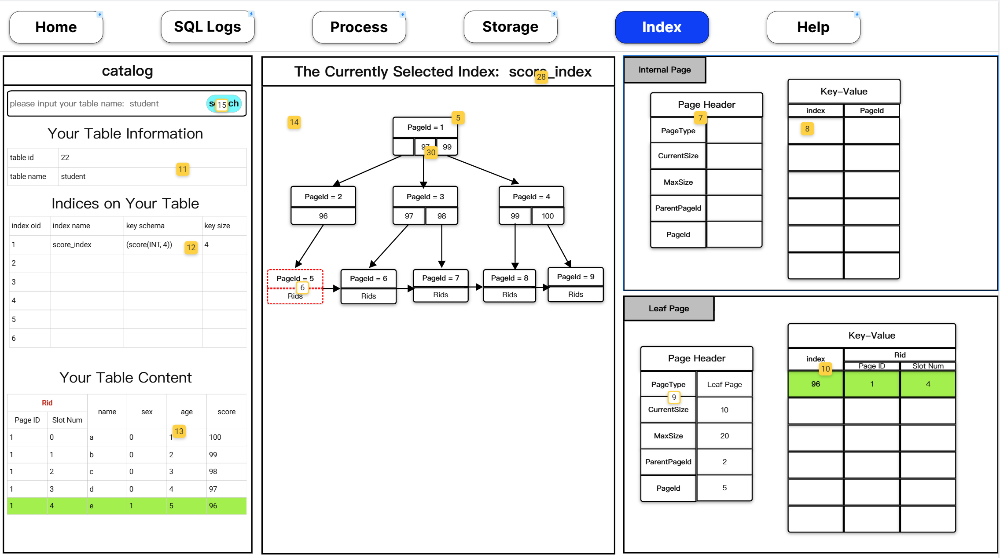 Home
SQL Logs
Process
Storage
Index
Help
catalog
please input your table name: student
15
Your Table Information
table id 22
11
table name student
Indices on Your Table
index oid index name key schema key size
1 score_index (score(INT, 4)) 12 4
2
3
4
5
6
Your Table Content
Rid name sex age score
Page ID Slot Num
13
1 0 a 0 1 100
1 1 b 0 2 99
1 2 c 0 3 98
1 3 d 0 4 97
1 4 e 1 5 96
The Currently Selected Index: score_index
28
14
5
PageId = 1
97 99
30
PageId = 2
96
PageId = 3
97 98
PageId = 4
99 100
PageId = 5
6
Rids
PageId = 6
Rids
PageId = 7
Rids
PageId = 8
Rids
PageId = 9
Rids
Internal Page
Page Header
7
PageType
CurrentSize
MaxSize
ParentPageId
PageId
Key-Value
index PageId
8
Leaf Page
Page Header
PageType Leaf Page
9
CurrentSize 10
MaxSize 20
ParentPageId 2
PageId 5
Key-Value
index Rid
10
Page ID Slot Num
96 1 4